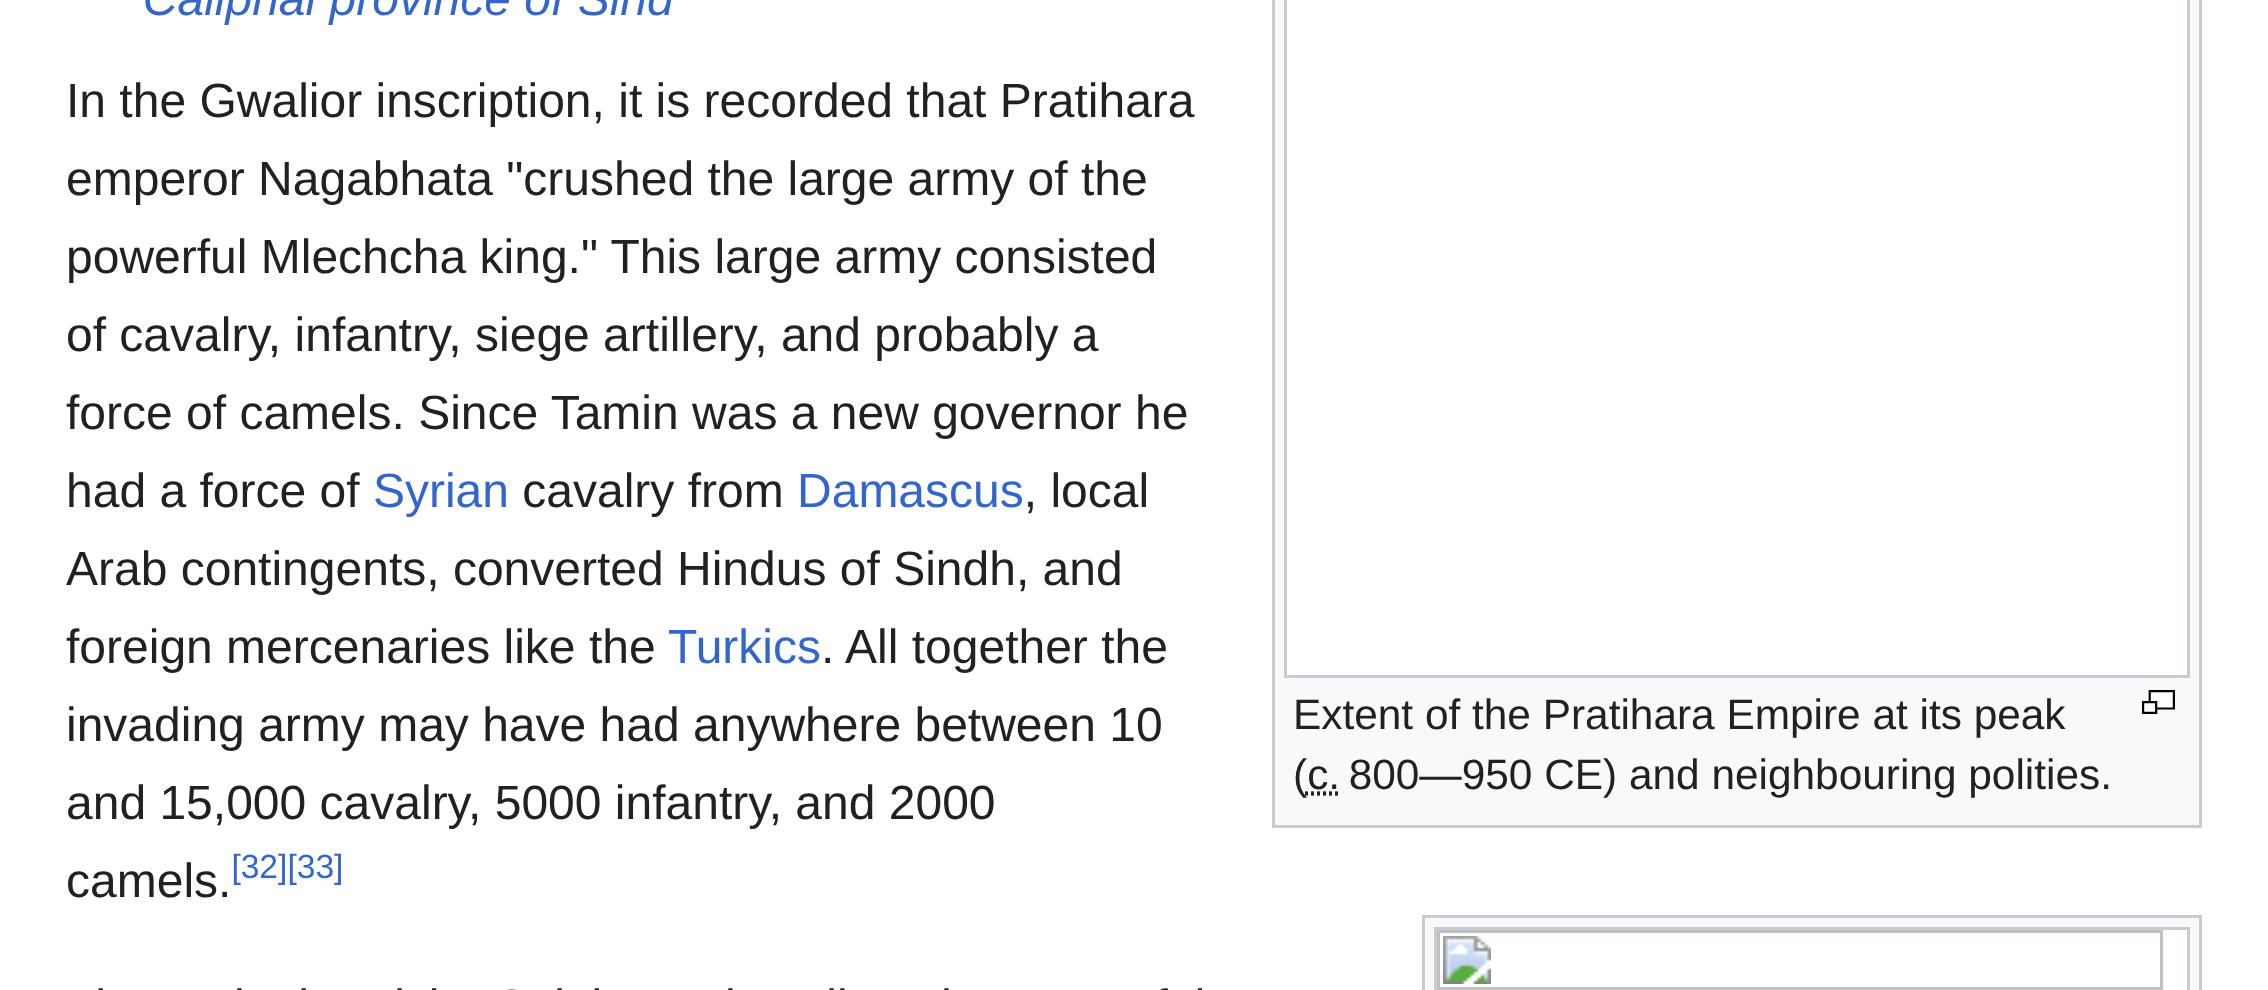 Caliphal province of Sind
In the Gwalior inscription, it is recorded that Pratihara
emperor Nagabhata "crushed the large army of the
powerful Mlechcha king." This large army consisted
of cavalry, infantry, siege artillery, and probably a
force of camels. Since Tamin was a new governor he
had a force of Syrian cavalry from Damascus, local
Arab contingents, converted Hindus of Sindh, and
foreign mercenaries like the Turkics. All together the
invading army may have had anywhere between 10
and 15,000 cavalry, 5000 infantry, and 2000
camels.[32][33]
Extent of the Pratihara Empire at its peak
(c. 800—950 CE) and neighbouring polities.